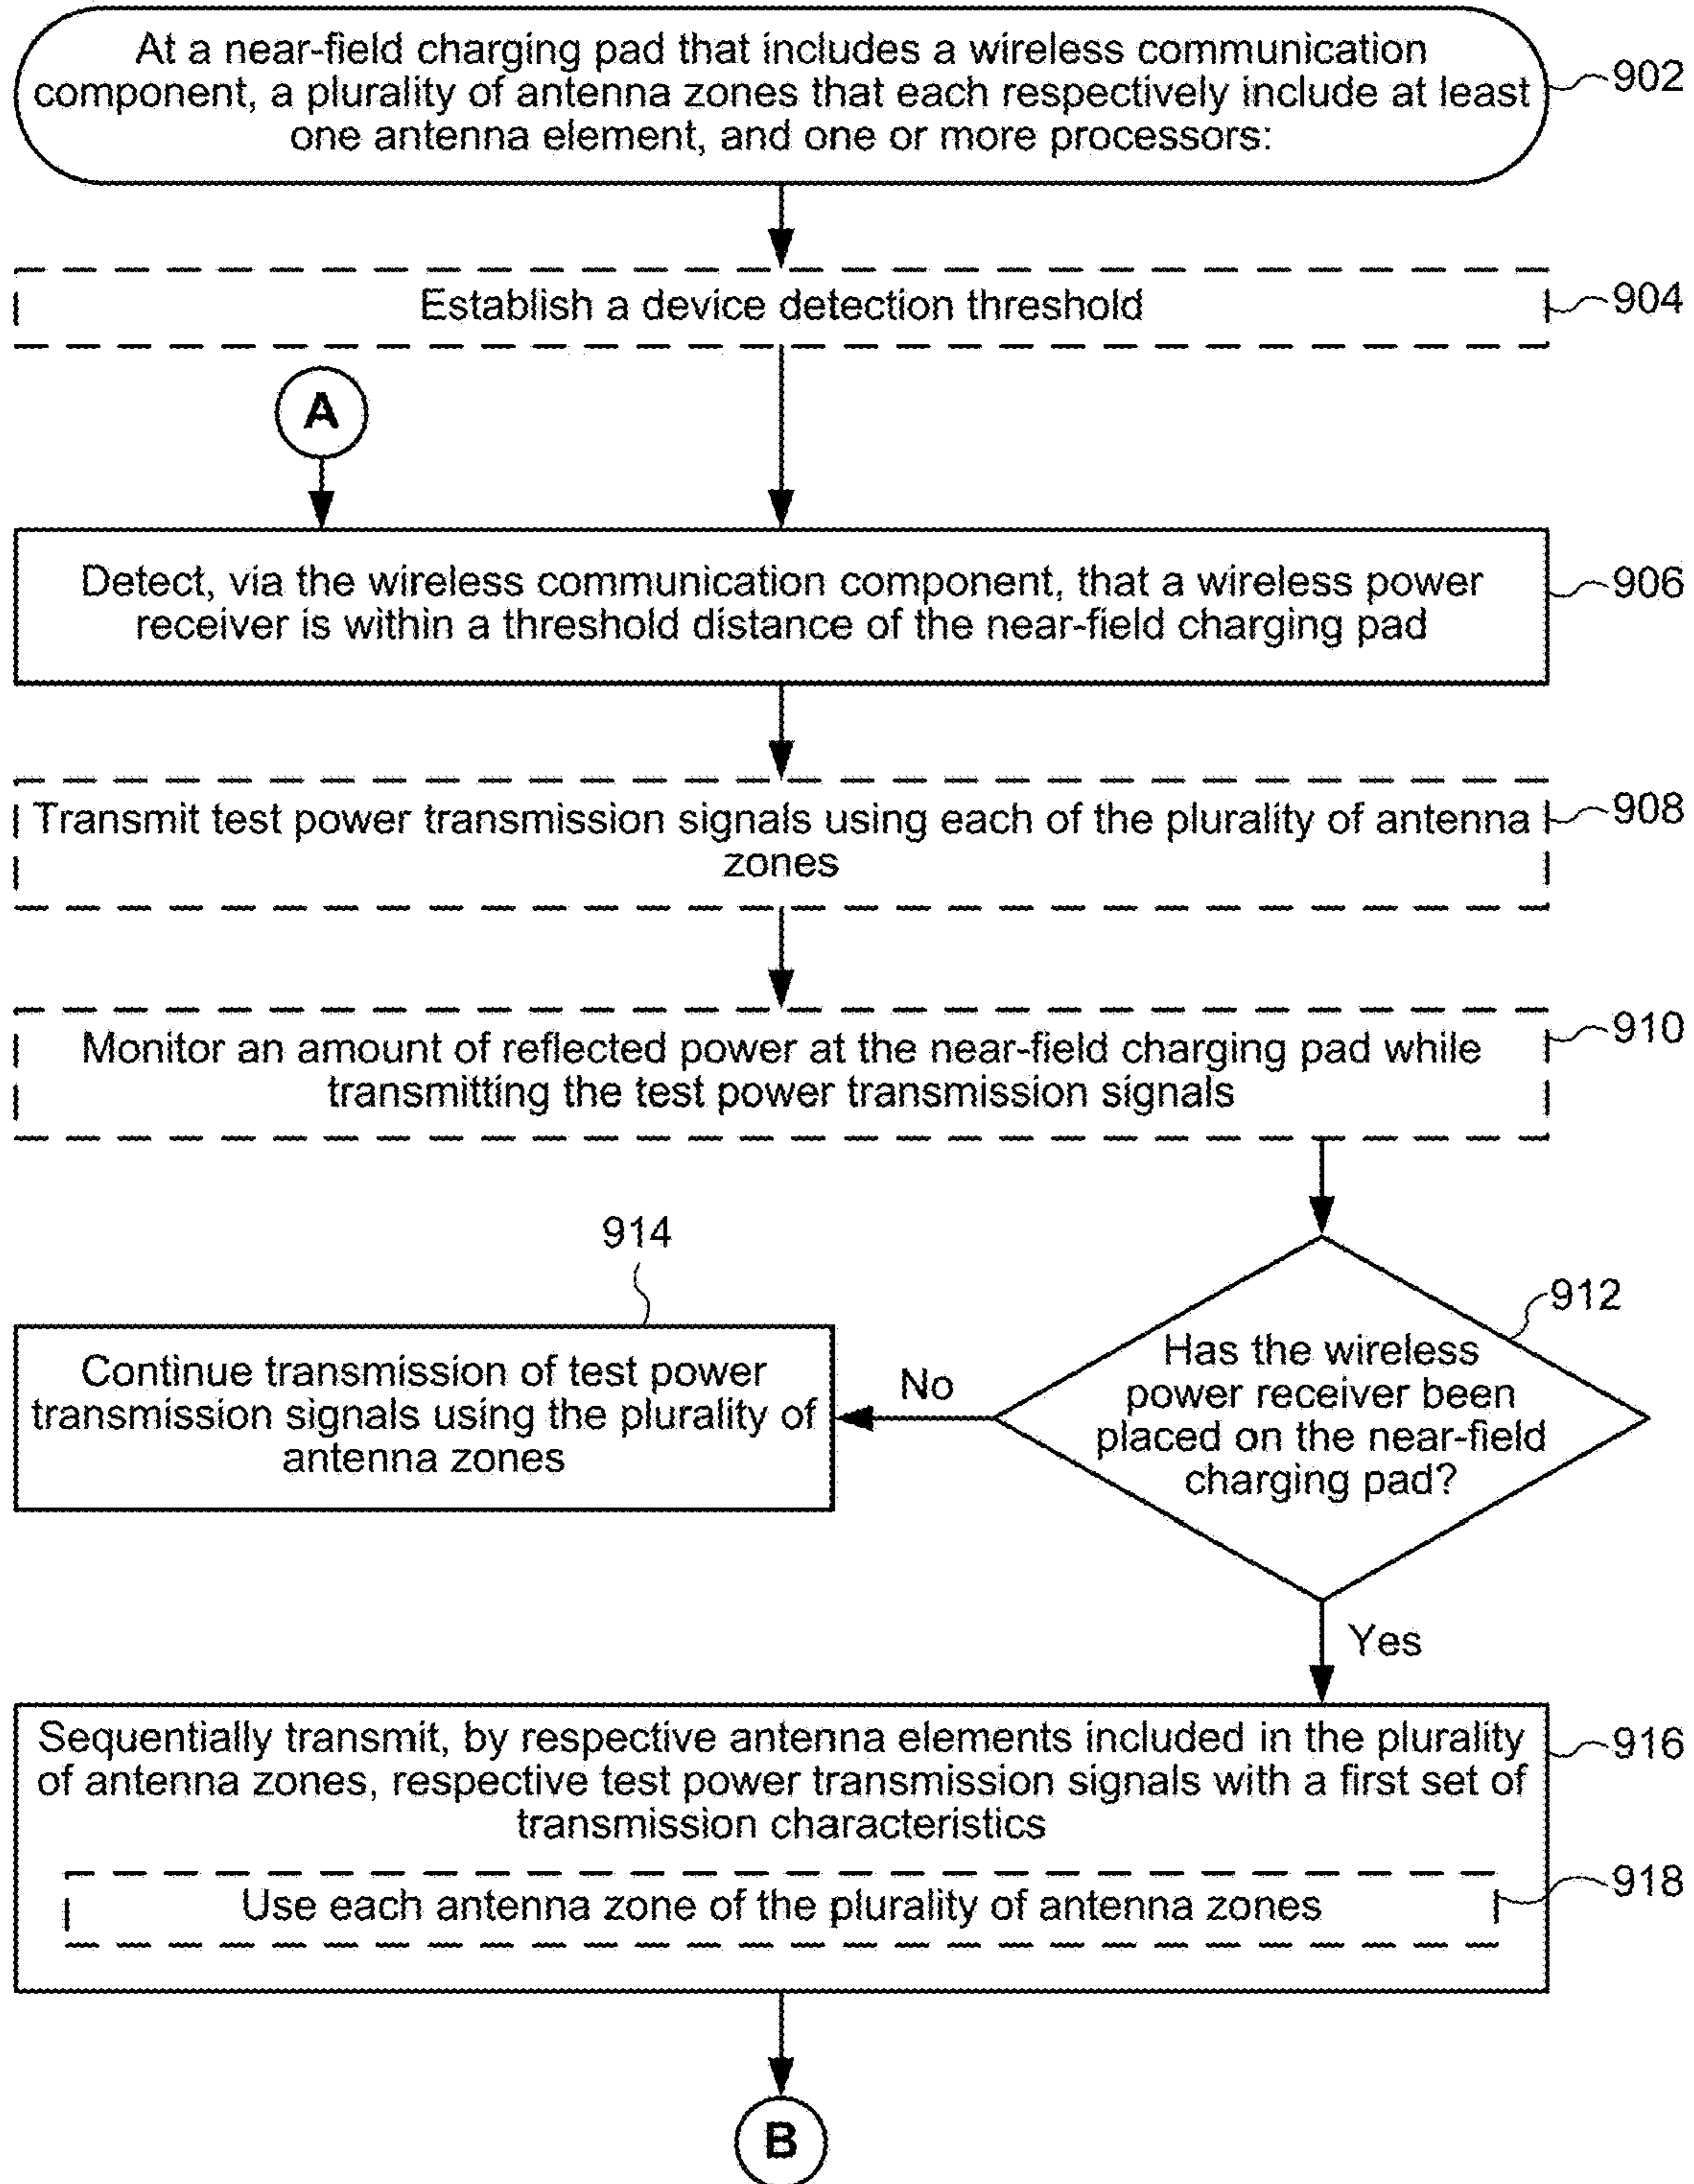 At a near-field charging pad that includes a wireless communication
component, a plurality of antenna zones that each respectively include at least
one antenna element, and one or more processors:
902
Establish a device detection threshold
904
A
Detect, via the wireless communication component, that a wireless power
receiver is within a threshold distance of the near-field charging pad
906
Transmit test power transmission signals using each of the plurality of antenna
zones
908
Monitor an amount of reflected power at the near-field charging pad while
transmitting the test power transmission signals
910
914
Continue transmission of test power
transmission signals using the plurality of
antenna zones
No
912
Has the wireless
power receiver been
placed on the near-field
charging pad?
Yes
Sequentially transmit, by respective antenna elements included in the plurality
of antenna zones, respective test power transmission signals with a first set of
transmission characteristics
916
Use each antenna zone of the plurality of antenna zones
918
B